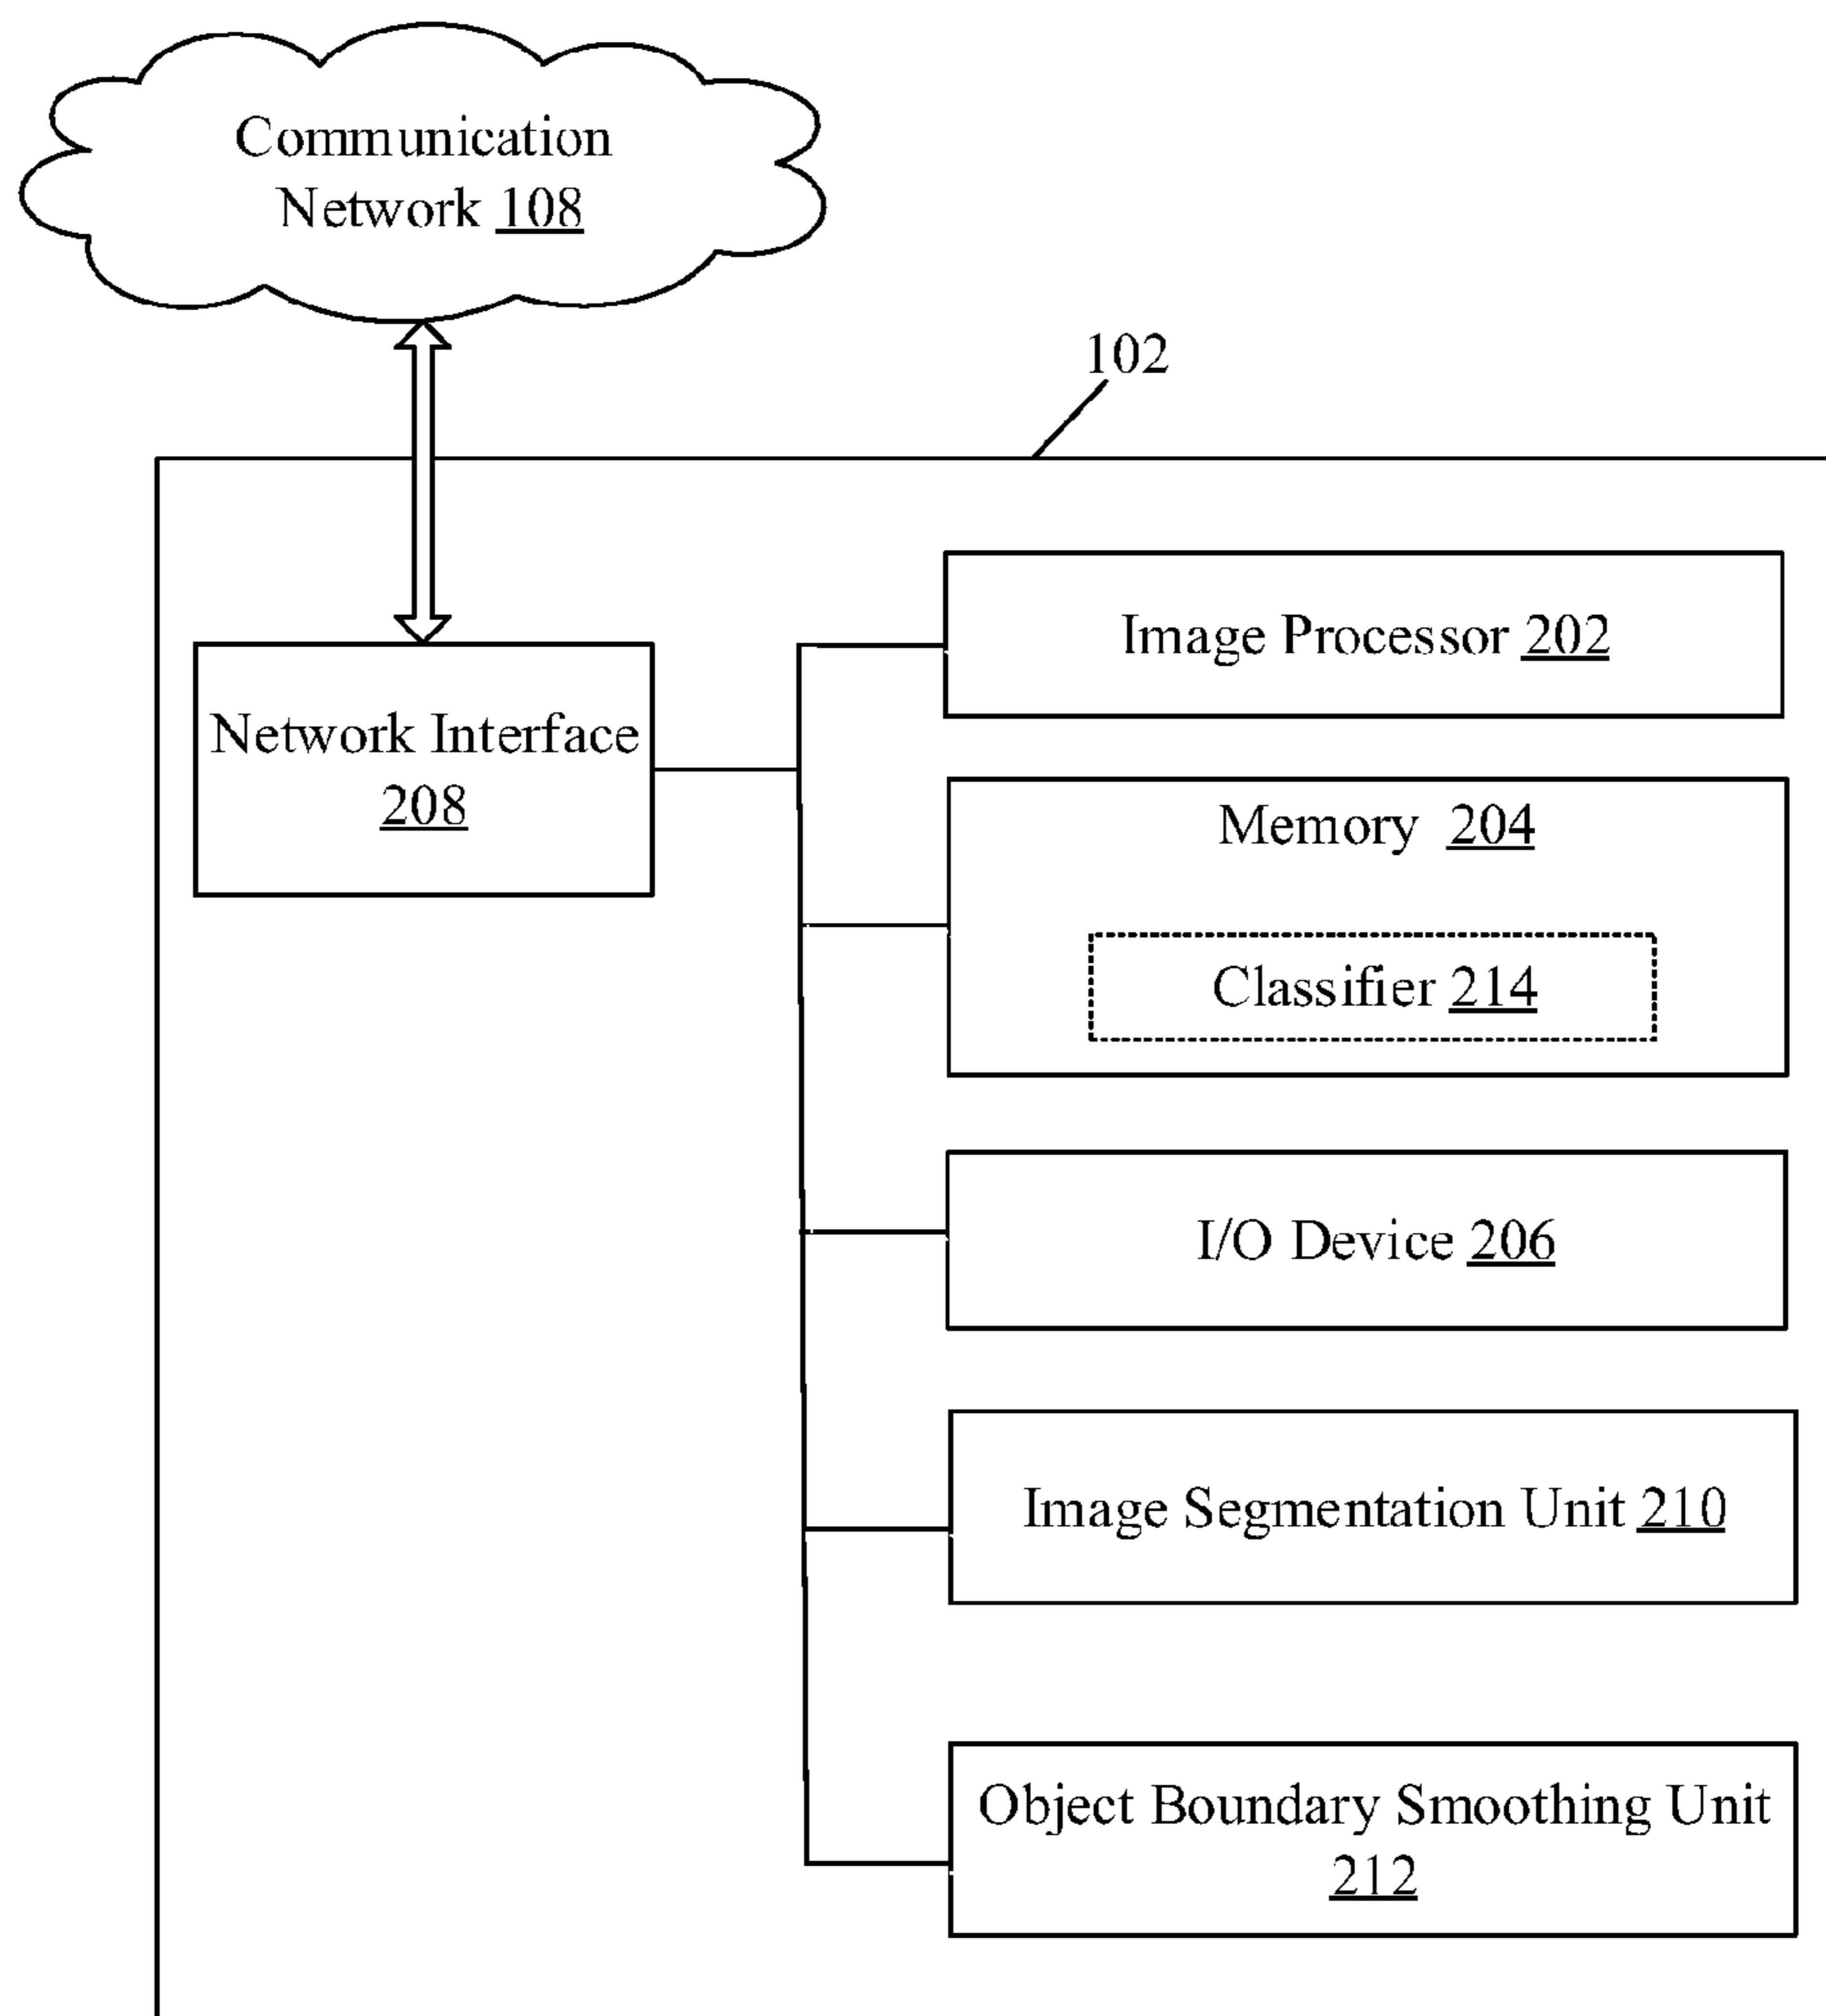 Communication
Network 108
102
Network Interface
208
Image Processor 202
Memory 204
Classifier 214
I/O Device 206
Image Segmentation Unit 210
Object Boundary Smoothing Unit
212